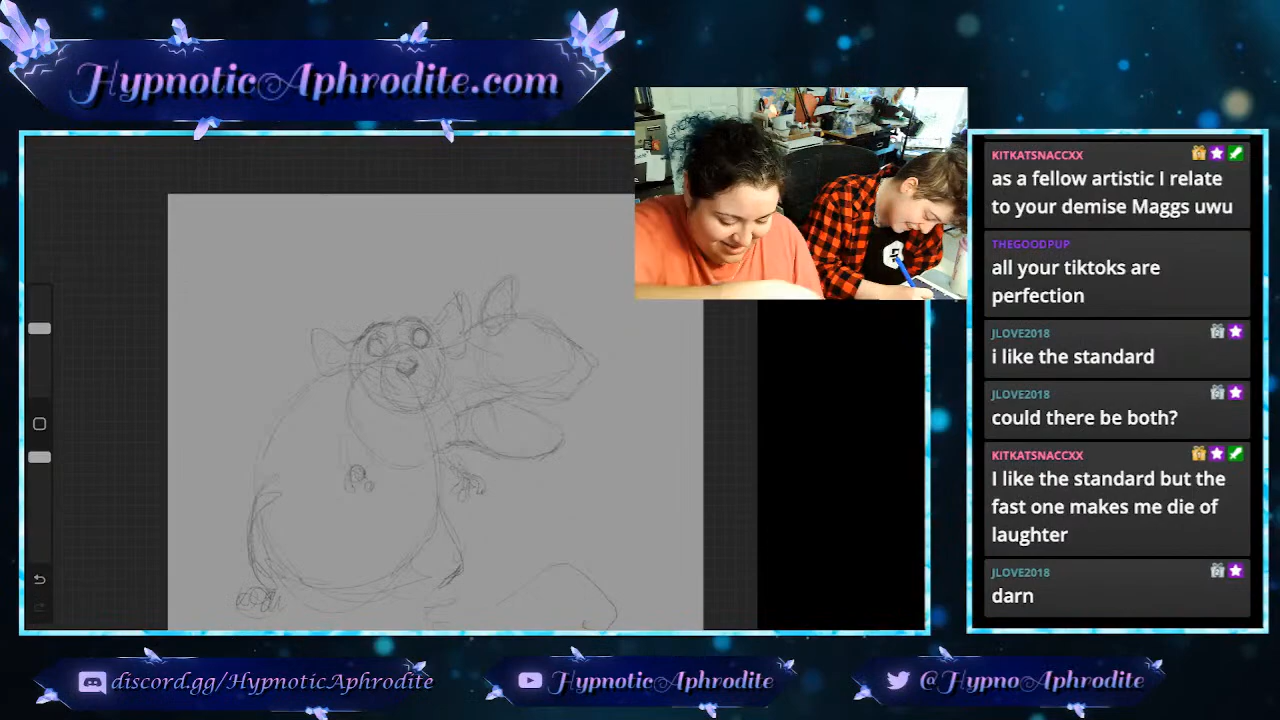 HypnoticAphrodite.com
KITKATSNACCXX
as a fellow artistic I relate
to your demise Maggs uwu
THEGOODPUP
all your tiktoks are
perfection
JLOVE2018
i like the standard
JLOVE2018
could there be both?
KITKATSNACCXX
I like the standard but the
fast one makes me die of
laughter
JLOVE2018
darn
discord.gg/HypnoticAphrodite
HypnoticAphrodite
@HypnoAphrodite